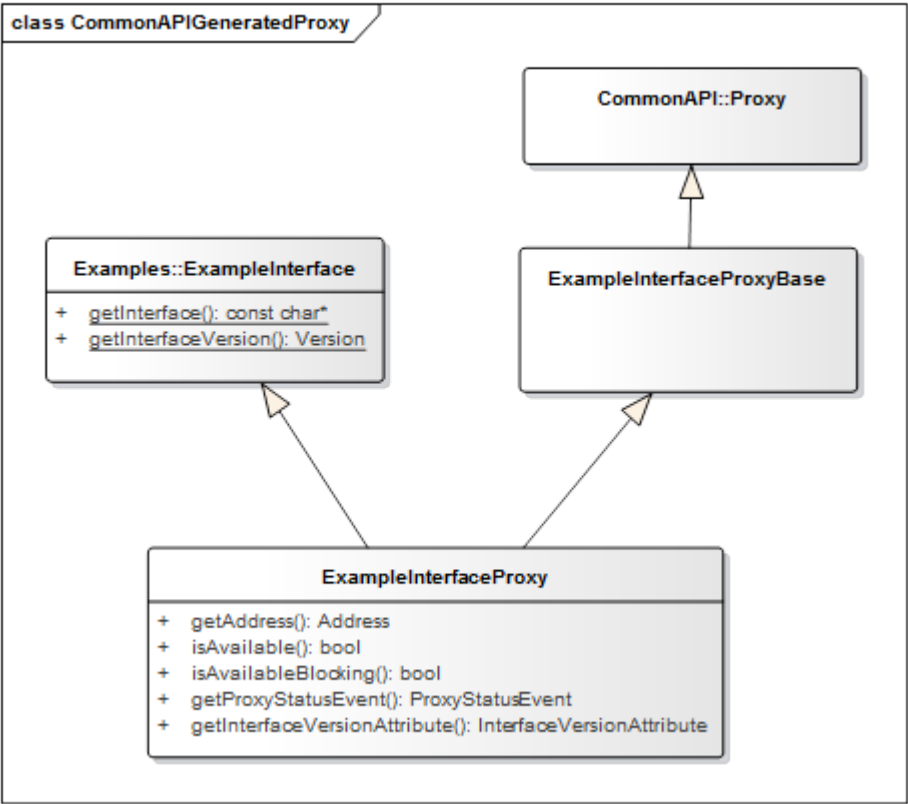 class CommonAPIGeneratedProxy
CommonAPI::Proxy
Examples::ExampleInterface
+ getInterface(): const char*
+ getInterfaceVersion(): Version
ExampleInterfaceProxyBase
ExampleInterfaceProxy
+ getAddress(): Address
+ isAvailable(): bool
+ isAvailableBlocking(): bool
+ getProxyStatusEvent(): ProxyStatusEvent
+ getInterfaceVersionAttribute(): InterfaceVersionAttribute